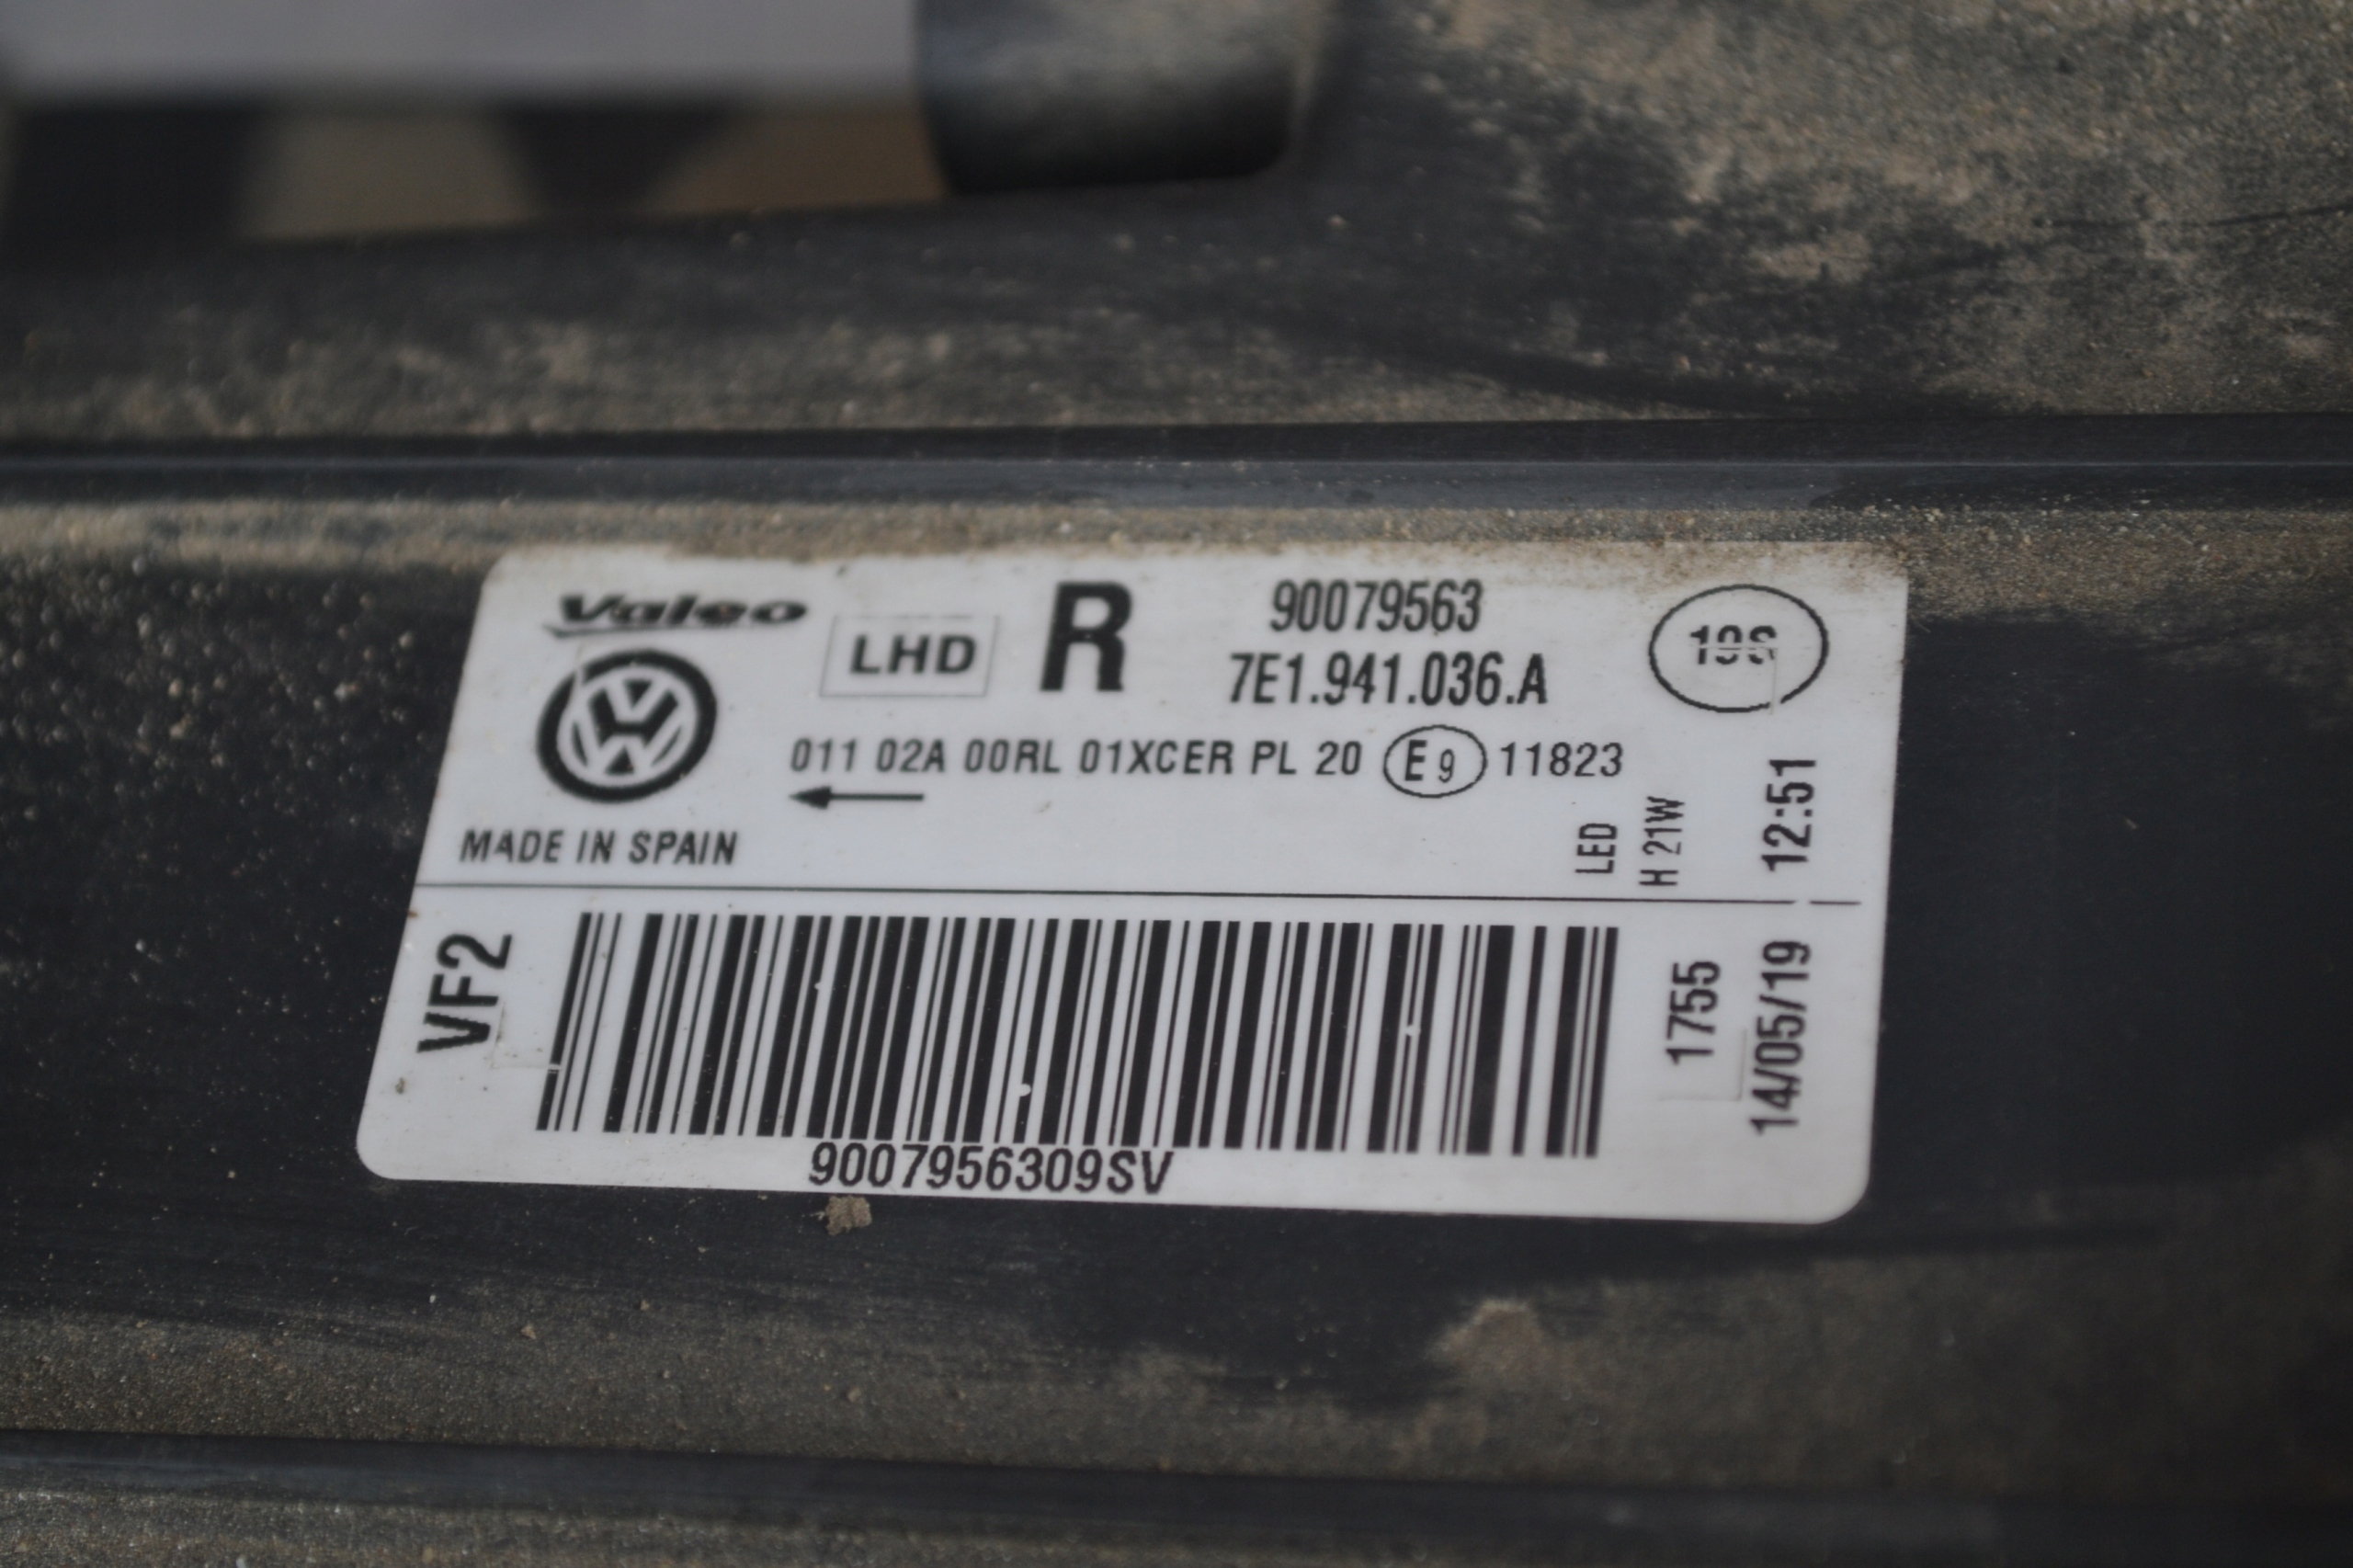 Valeo
LHD
R
90079563
7E1.941.036.A
011 02A 00RL 01XCER PL 20 E9 11823
MADE IN SPAIN
LED
H 21W
12:51
VF2
1755
14/05/19
9007956309SV